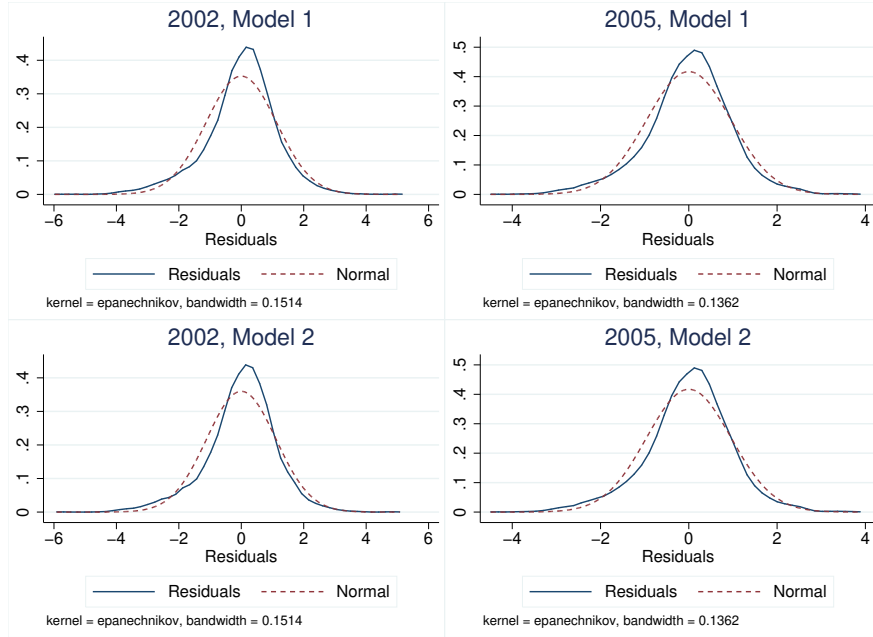 2002, Model 1
0 .1 .2 .3 .4
−6 −4 −2 0 2 4 6
Residuals
Residuals Normal
kernel = epanechnikov, bandwidth = 0.1514
2005, Model 1
0 .1 .2 .3 .4 .5
−4 −2 0 2 4
Residuals
Residuals Normal
kernel = epanechnikov, bandwidth = 0.1362
2002, Model 2
0 .1 .2 .3 .4
−6 −4 −2 0 2 4 6
Residuals
Residuals Normal
kernel = epanechnikov, bandwidth = 0.1514
2005, Model 2
0 .1 .2 .3 .4 .5
−4 −2 0 2 4
Residuals
Residuals Normal
kernel = epanechnikov, bandwidth = 0.1362